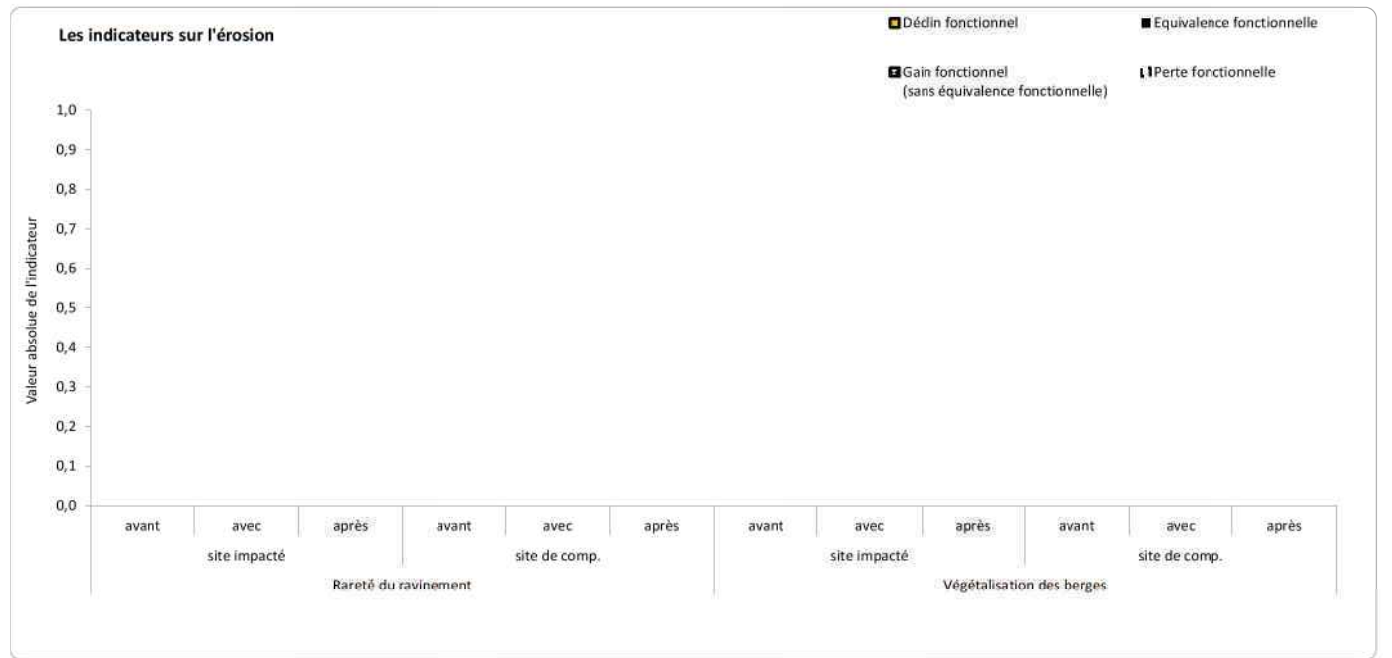 Les indicateurs sur l'érosion
Déclin fonctionnel
Equivalence fonctionnelle
Gain fonctionnel
(sans équivalence fonctionnelle)
Perte fonctionnelle
Valeur absolue de l'indicateur
1,0
0,9
0,8
0,7
0,6
0,5
0,4
0,3
0,2
0,1
0,0
avant avec après avant avec après avant avec après avant avec après
site impacté site de comp. site impacté site de comp.
Rareté du ravinement Végétalisation des berges